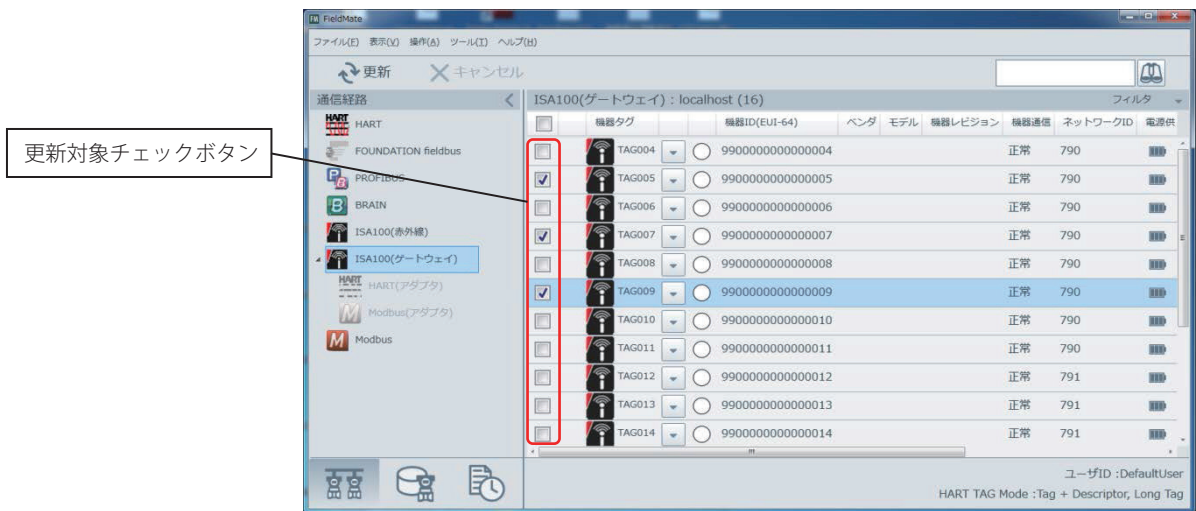 FieldMate
ファイル(F) 表示(V) 操作(A) ツール(T) ヘルプ(H)
更新 キャンセル
通信経路 ISA100(ゲートウェイ) : localhost (16) フィルタ
機器タグ 機器ID(EUI-64) ベンダ モデル 機器レビジョン 機器通信 ネットワークID 電源供
HART
FOUNDATION fieldbus
PROFIBUS
BRAIN
ISA100(赤外線)
ISA100(ゲートウェイ)
HART(アダプタ)
Modbus(アダプタ)
Modbus
更新対象チェックボタン
TAG004 9900000000000004 正常 790
TAG005 9900000000000005 正常 790
TAG006 9900000000000006 正常 790
TAG007 9900000000000007 正常 790
TAG008 9900000000000008 正常 790
TAG009 9900000000000009 正常 790
TAG010 9900000000000010 正常 790
TAG011 9900000000000011 正常 790
TAG012 9900000000000012 正常 791
TAG013 9900000000000013 正常 791
TAG014 9900000000000014 正常 791
ユーザID :DefaultUser
HART TAG Mode :Tag + Descriptor, Long Tag